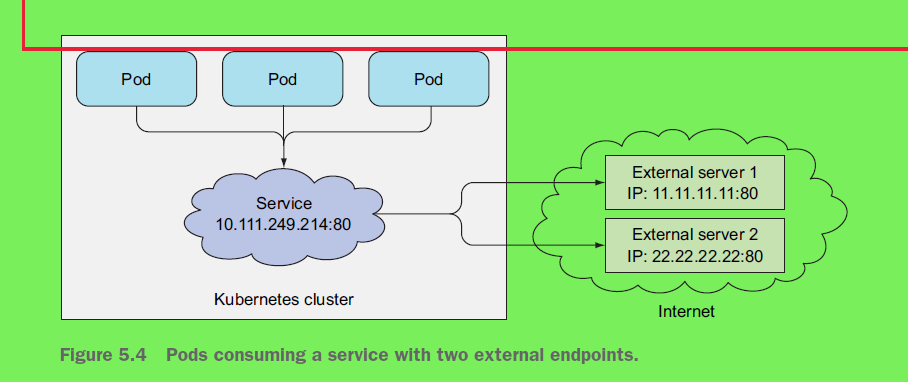 Pod
Pod
Pod
Service
10.111.249.214:80
Kubernetes cluster
External server 1
IP: 11.11.11.11:80
External server 2
IP: 22.22.22.22:80
Internet
Figure 5.4 Pods consuming a service with two external endpoints.